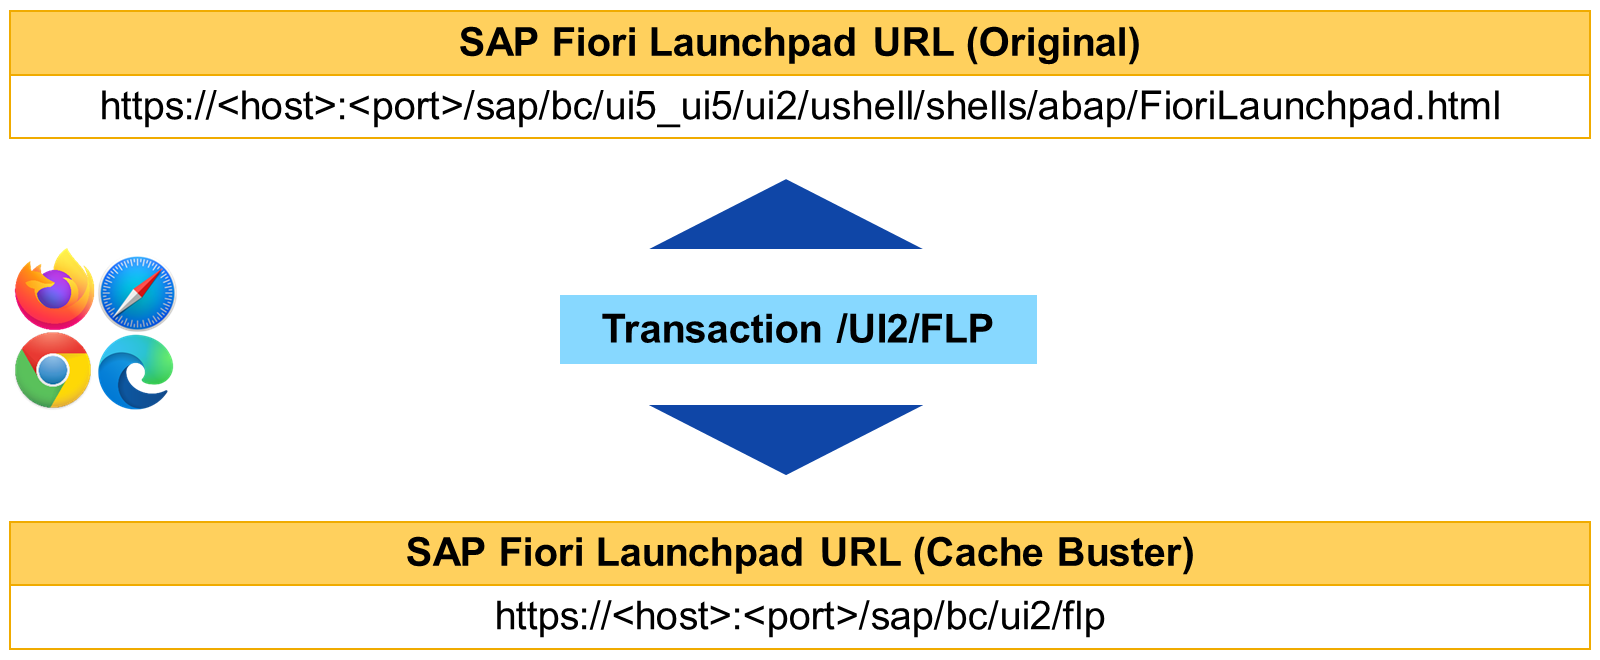 SAP Fiori Launchpad URL (Original)
https://<host>:<port>/sap/bc/ui5_ui5/ui2/ushell/shells/abap/FioriLaunchpad.html
Transaction /UI2/FLP
SAP Fiori Launchpad URL (Cache Buster)
https://<host>:<port>/sap/bc/ui2/flp